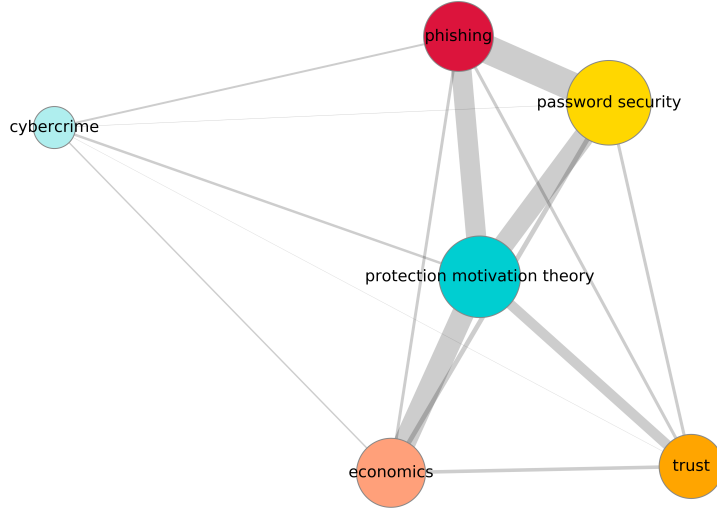 phishing
password security
cybercrime
protection motivation theory
economics
trust